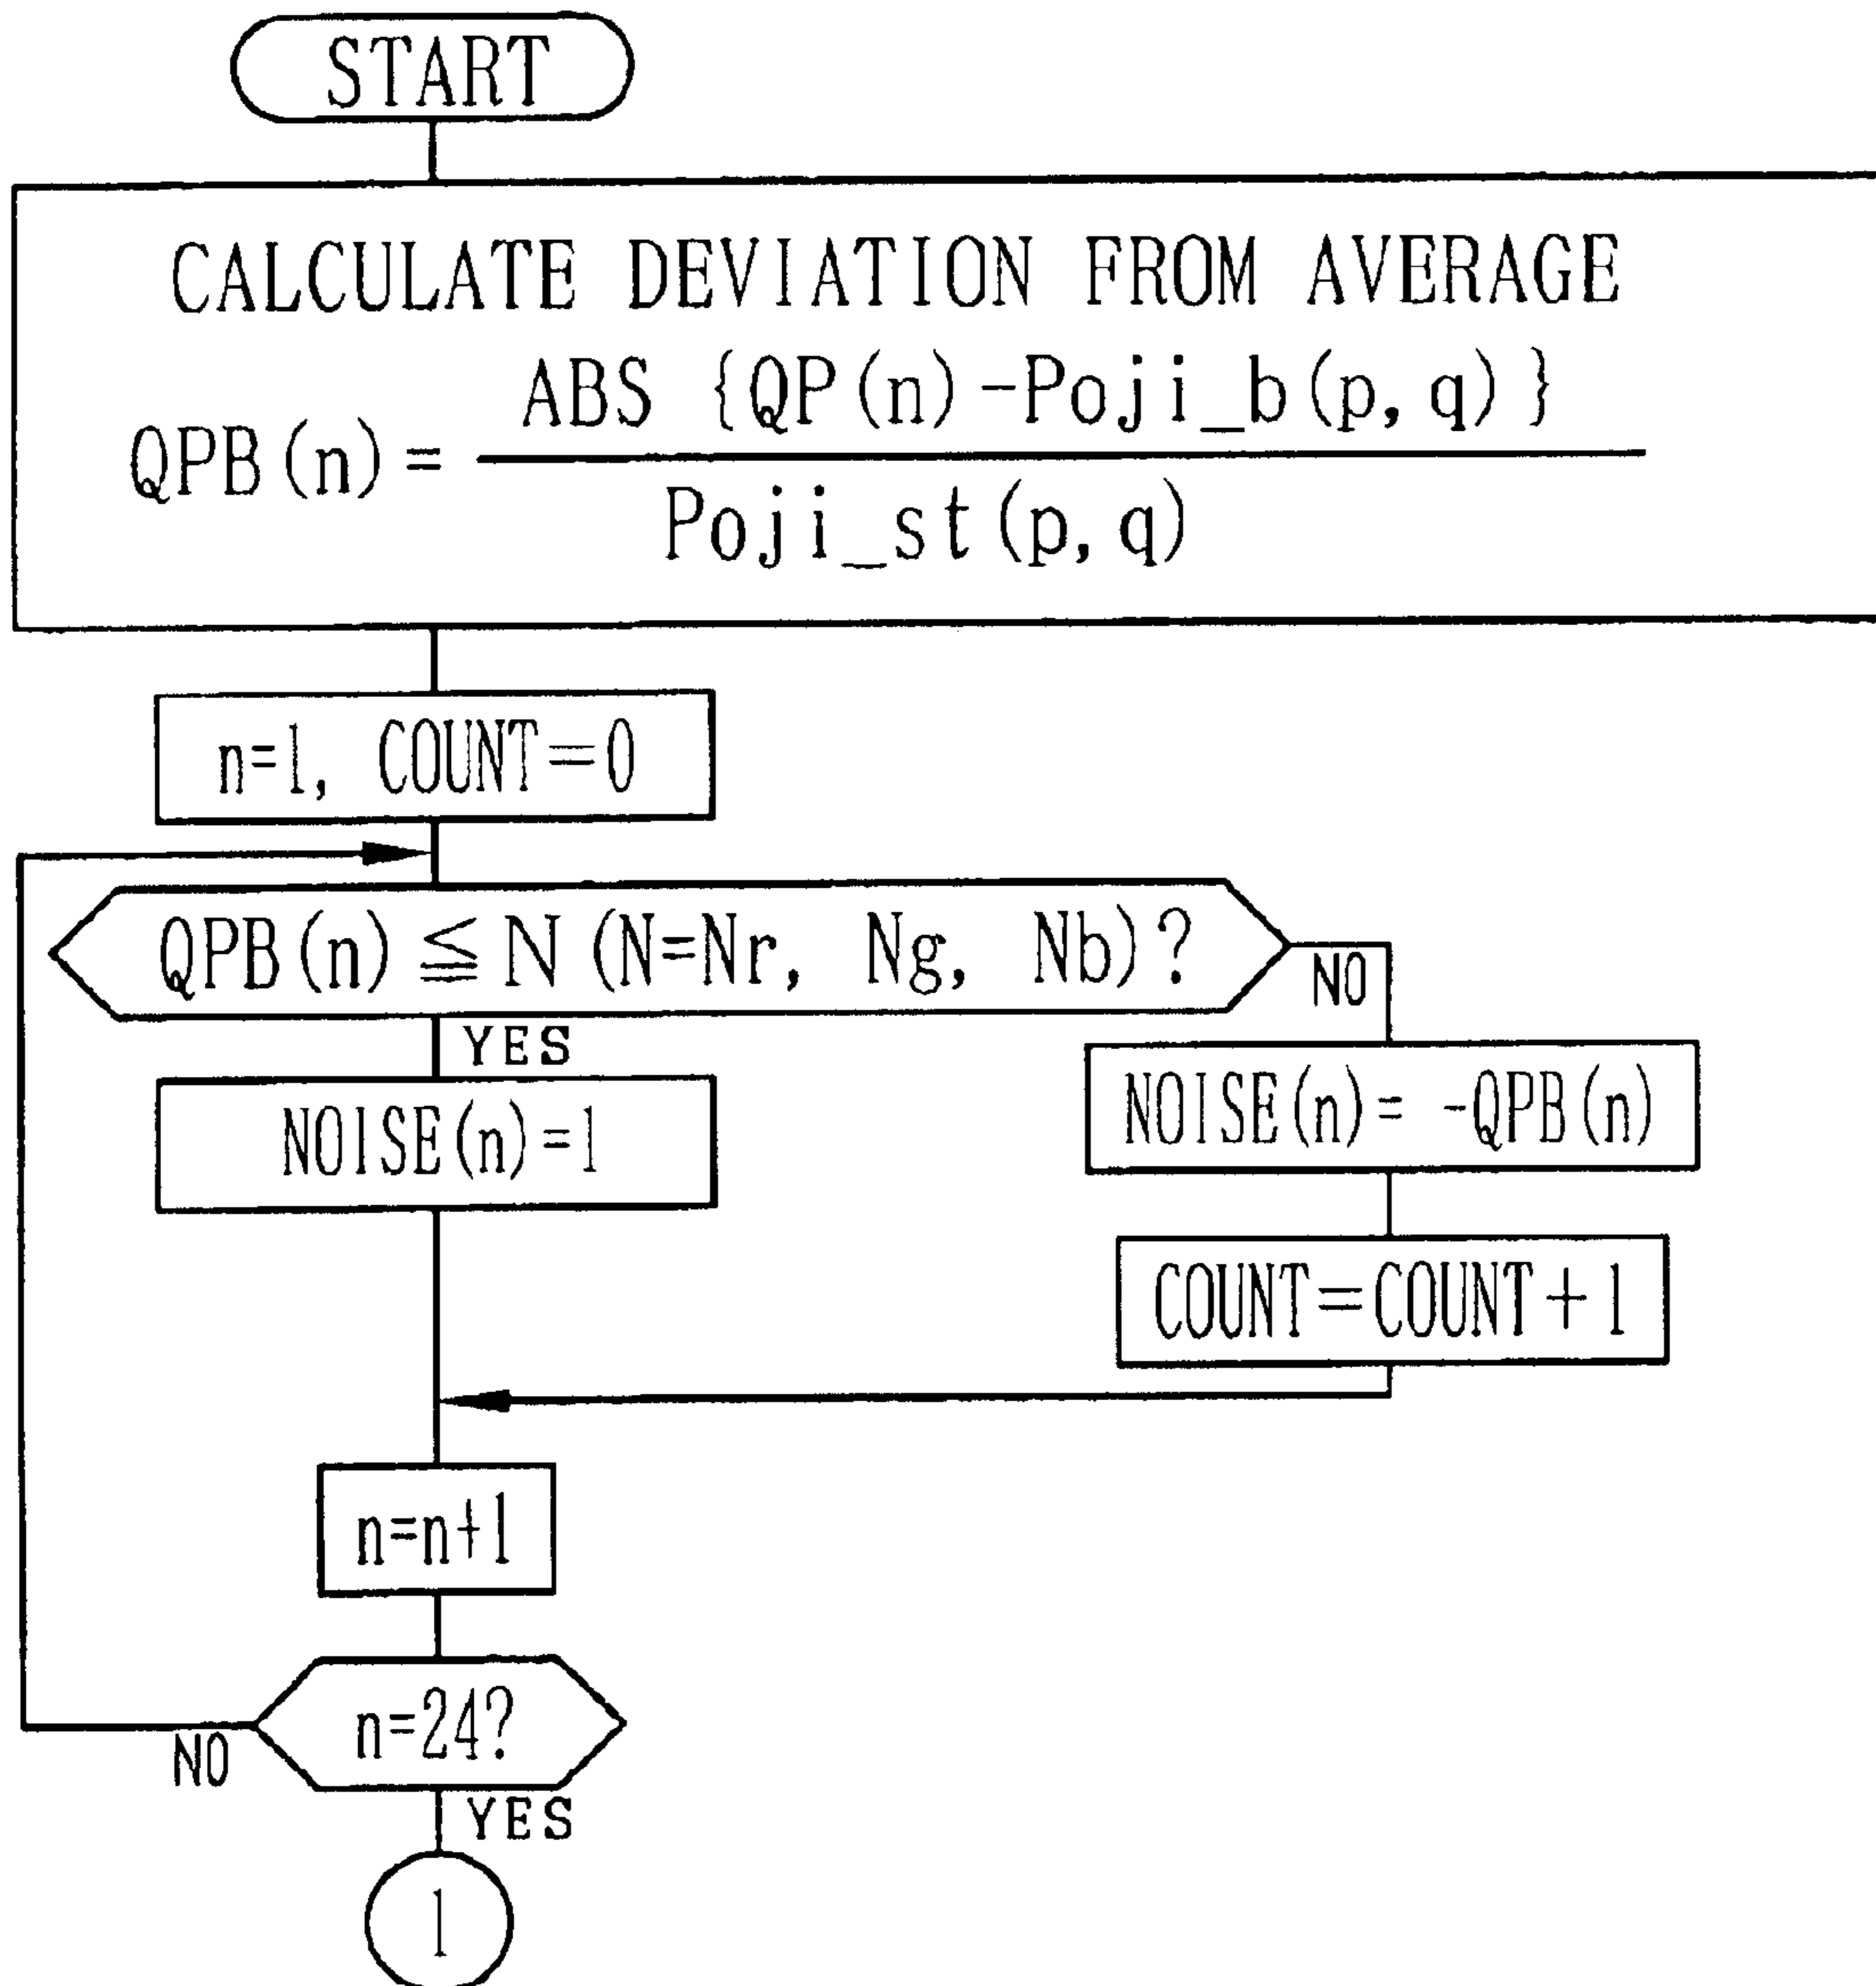 START
CALCULATE DEVIATION FROM AVERAGE
ABS {QP(n)-Poji_b(p,q)}
QPB(n)=
Poji_st(p,q)
n=1, COUNT=0
QPB(n)≦N(N=Nr, Ng, Nb)?
NO
YES
NOISE(n)=1
NOISE(n)= -QPB(n)
COUNT=COUNT+1
n=n+1
n=24?
NO
YES
1